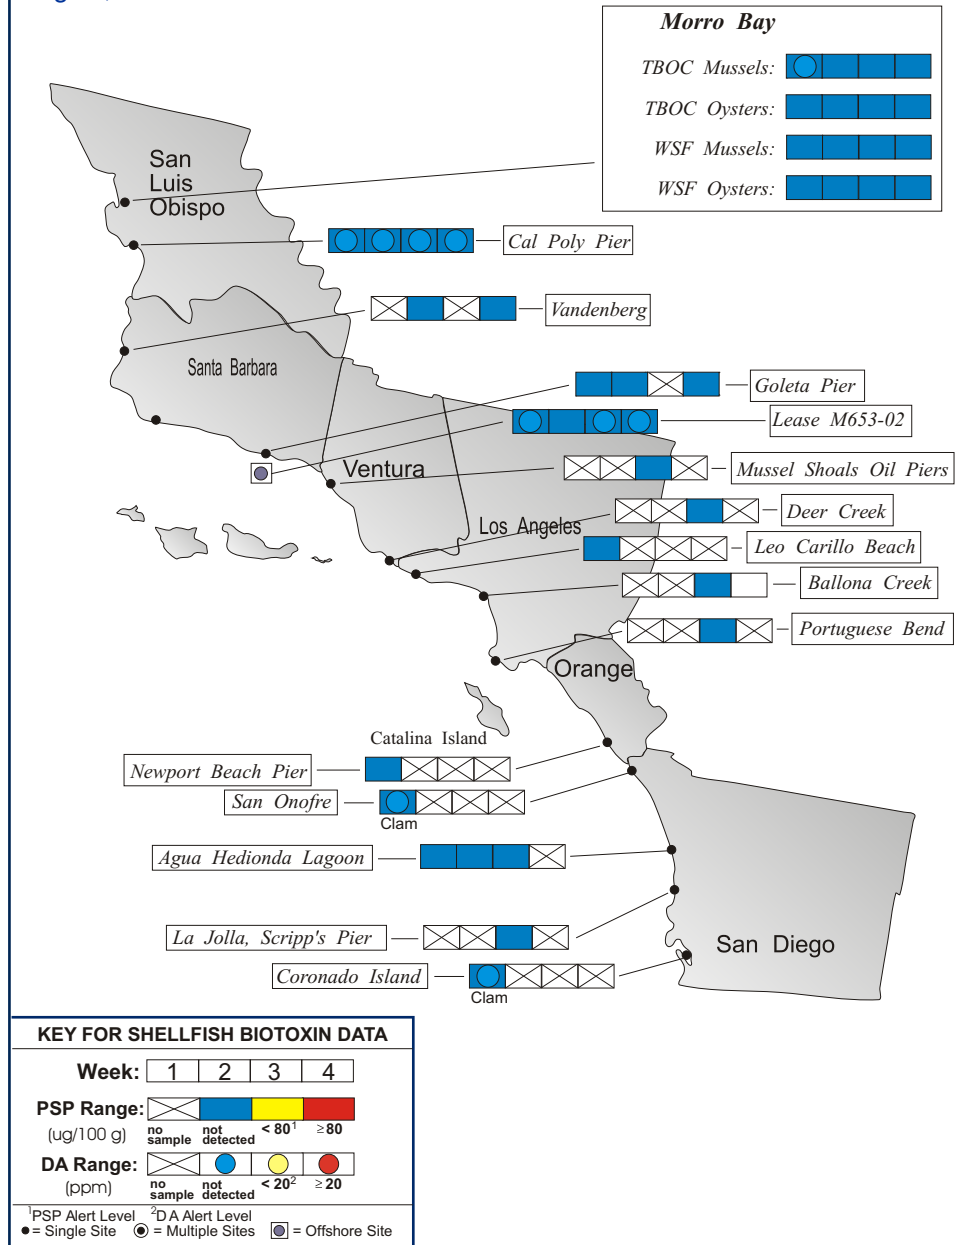 Morro Bay
TBOC Mussels:
TBOC Oysters:
WSF Mussels:
WSF Oysters:
San
Luis
Obispo
Cal Poly Pier
Vandenberg
Santa Barbara
Goleta Pier
Lease M653-02
Ventura
Mussel Shoals Oil Piers
Los Angeles
Deer Creek
Leo Carillo Beach
Ballona Creek
Portuguese Bend
Orange
Catalina Island
Newport Beach Pier
San Onofre
Clam
Agua Hedionda Lagoon
La Jolla, Scripp's Pier
San Diego
Coronado Island
Clam
KEY FOR SHELLFISH BIOTOXIN DATA
Week: 1 2 3 4
PSP Range:
(ug/100 g) no sample not detected < 80¹ ≥80
DA Range:
(ppm) no sample not detected < 20² ≥20
¹PSP Alert Level ²DA Alert Level
= Single Site = Multiple Sites = Offshore Site